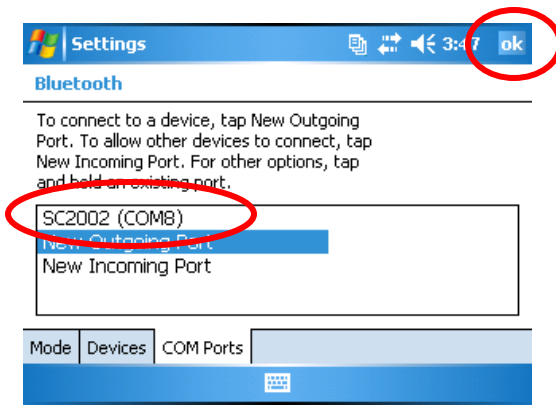 Settings 3:47 ok
Bluetooth
To connect to a device, tap New Outgoing
Port. To allow other devices to connect, tap
New Incoming Port. For other options, tap
and hold an existing port.
SC2002 (COM8)
New Outgoing Port
New Incoming Port
Mode Devices COM Ports